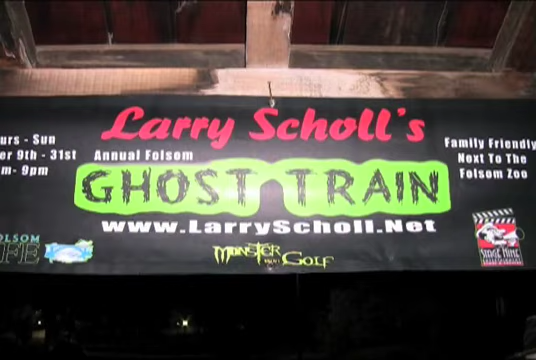 Larry Scholl's
urs - Sun
er 9th - 31st
m- 9pm
Annual Folsom
GHOST TRAIN
www.LarryScholl.Net
Family Friendly
Next To The
Folsom Zoo
OLSOM
FE
MONSTER
GOLF